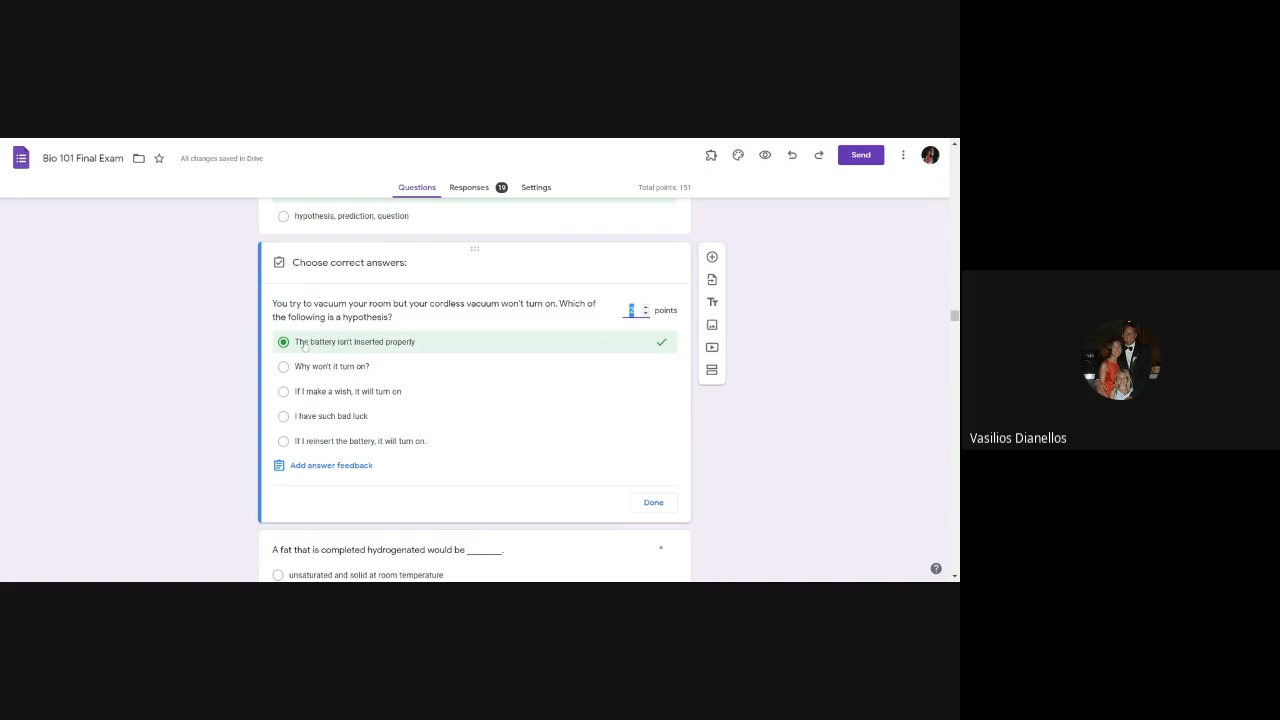 Bio 101 Final Exam
All changes saved in Drive
Send
Questions
Responses 19
Settings
Total points: 151
hypothesis, prediction, question
Choose correct answers:
You try to vacuum your room but your cordless vacuum won't turn on. Which of
the following is a hypothesis?
2 points
The battery isn't inserted properly
Why won't it turn on?
If I make a wish, it will turn on
I have such bad luck
If I reinsert the battery, it will turn on.
Add answer feedback
Done
A fat that is completed hydrogenated would be _______.
*
unsaturated and solid at room temperature
Vasilios Dianellos